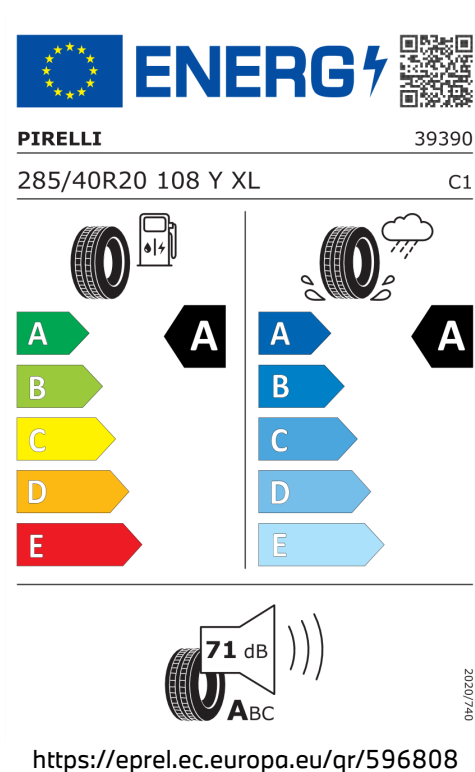 ENERG
PIRELLI 39390
285/40R20 108 Y XL C1
A A
B
C
D
E
A A
B
C
D
E
71 dB
ABC
2020/740
https://eprel.ec.europa.eu/qr/596808